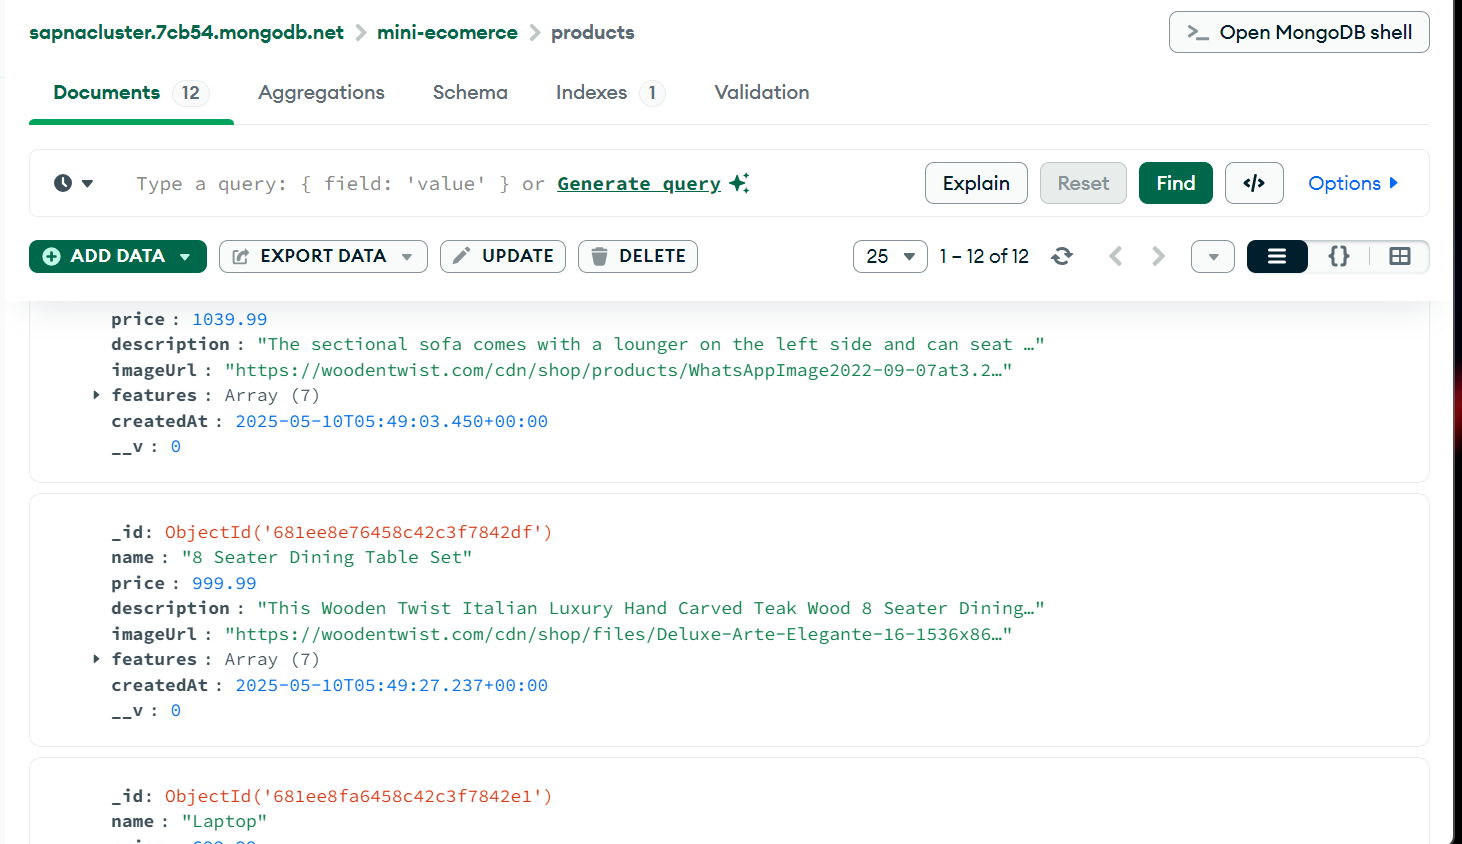 sapnacluster.7cb54.mongodb.net > mini-ecomerce > products
>_ Open MongoDB shell
Documents 12 Aggregations Schema Indexes 1 Validation
Type a query: { field: 'value' } or Generate query
Explain Reset Find </> Options
ADD DATA EXPORT DATA UPDATE DELETE 25 1 – 12 of 12 {}
price : 1039.99
description : "The sectional sofa comes with a lounger on the left side and can seat …"
imageUrl : "https://woodentwist.com/cdn/shop/products/WhatsAppImage2022-09-07at3.2…"
features : Array (7)
createdAt : 2025-05-10T05:49:03.450+00:00
__v : 0
_id: ObjectId('681ee8e76458c42c3f7842df')
name : "8 Seater Dining Table Set"
price : 999.99
description : "This Wooden Twist Italian Luxury Hand Carved Teak Wood 8 Seater Dining…"
imageUrl : "https://woodentwist.com/cdn/shop/files/Deluxe-Arte-Elegante-16-1536x86…"
features : Array (7)
createdAt : 2025-05-10T05:49:27.237+00:00
__v : 0
_id: ObjectId('681ee8fa6458c42c3f7842e1')
name : "Laptop"